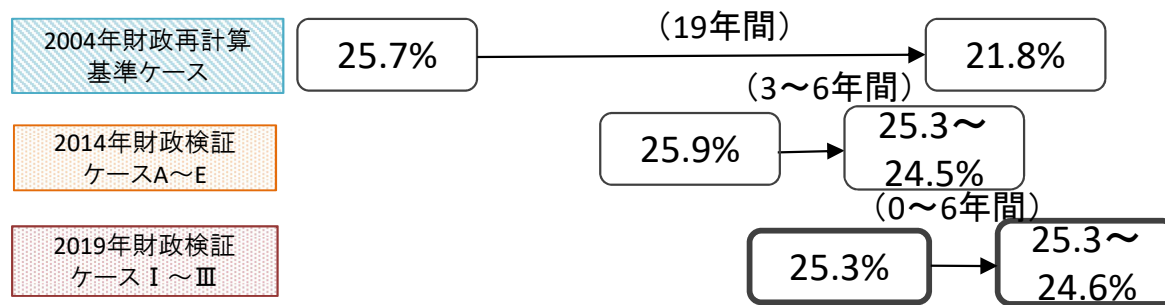 2004年財政再計算
基準ケース
25.7%
(19年間)
21.8%
2014年財政検証
ケースA～E
25.9%
(3～6年間)
25.3～
24.5%
2019年財政検証
ケースⅠ～Ⅲ
25.3%
(0～6年間)
25.3～
24.6%